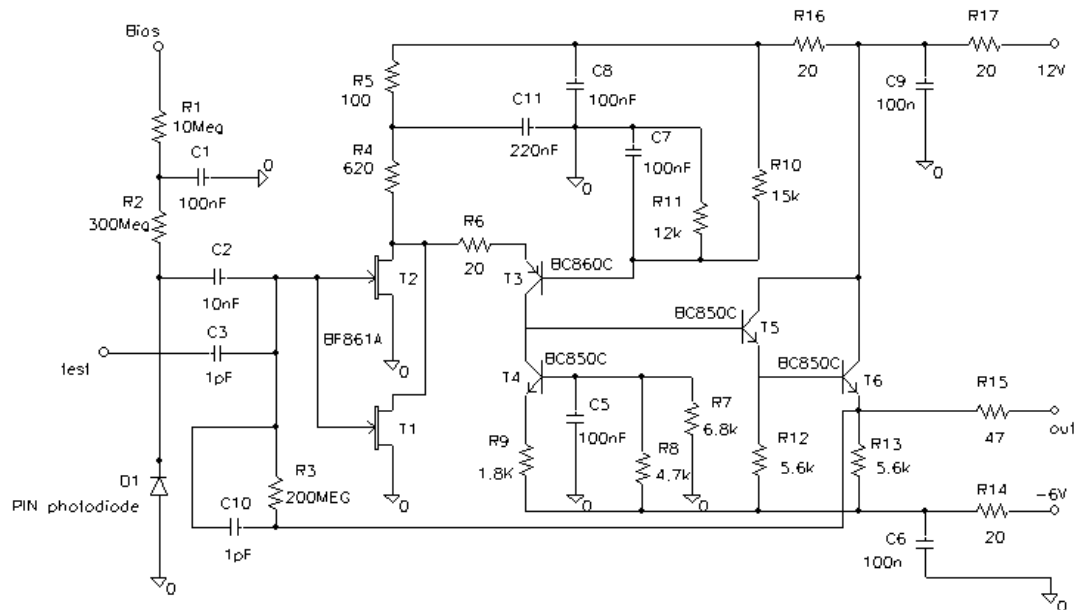 Bias
R1
10Meg
C1
100nF
0
R2
300Meg
C2
10nF
C3
1pF
test
D1
PIN photodiode
0
C10
1pF
R3
200MEG
R5
100
R4
620
C11
220nF
C8
100nF
0
C7
100nF
R11
12k
R10
15k
R16
20
R17
20
12V
C9
100n
0
T2
BF861A
0
T1
0
R6
20
T3
BC860C
BC850C
T5
BC850C
T4
BC850C
T6
C5
100nF
0
R7
6.8k
0
R8
4.7k
R9
1.8K
R12
5.6k
R13
5.6k
R15
47
out
R14
20
-6V
C6
100n
0